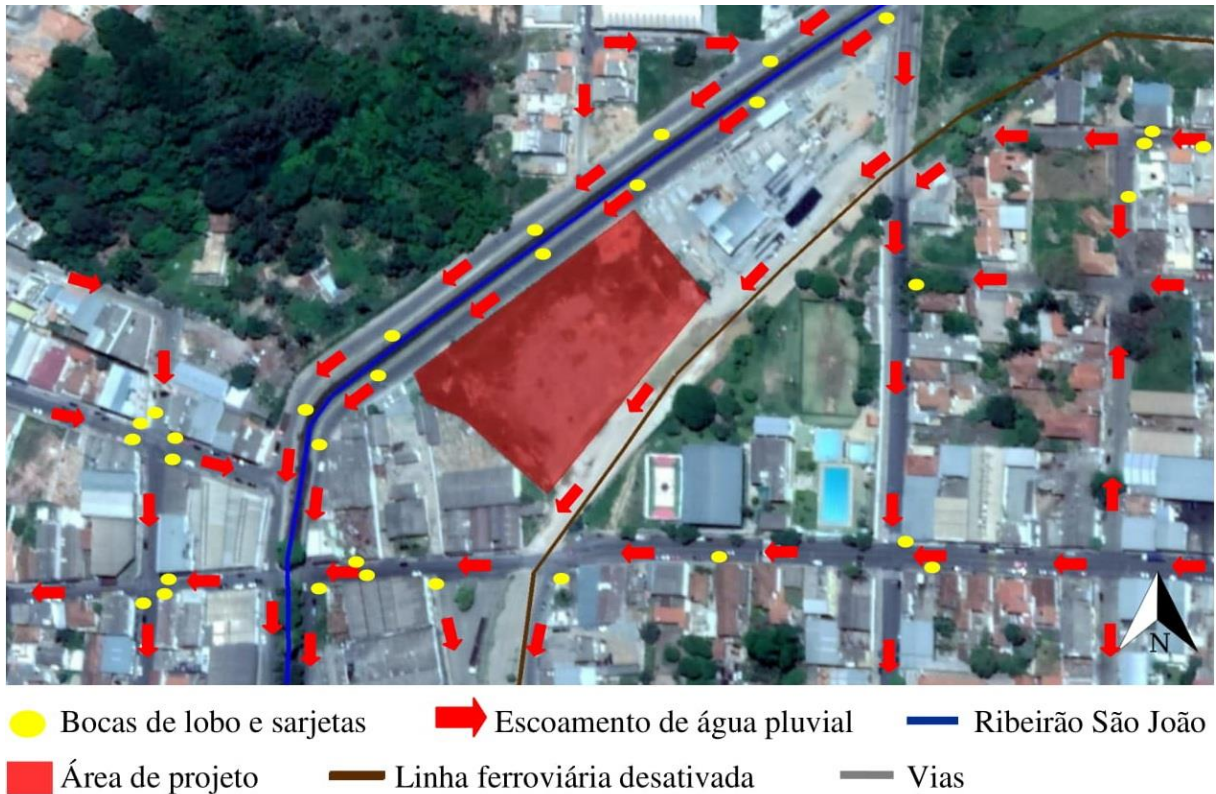 N
Bocas de lobo e sarjetas Escoamento de água pluvial Ribeirão São João
Área de projeto Linha ferroviária desativada Vias